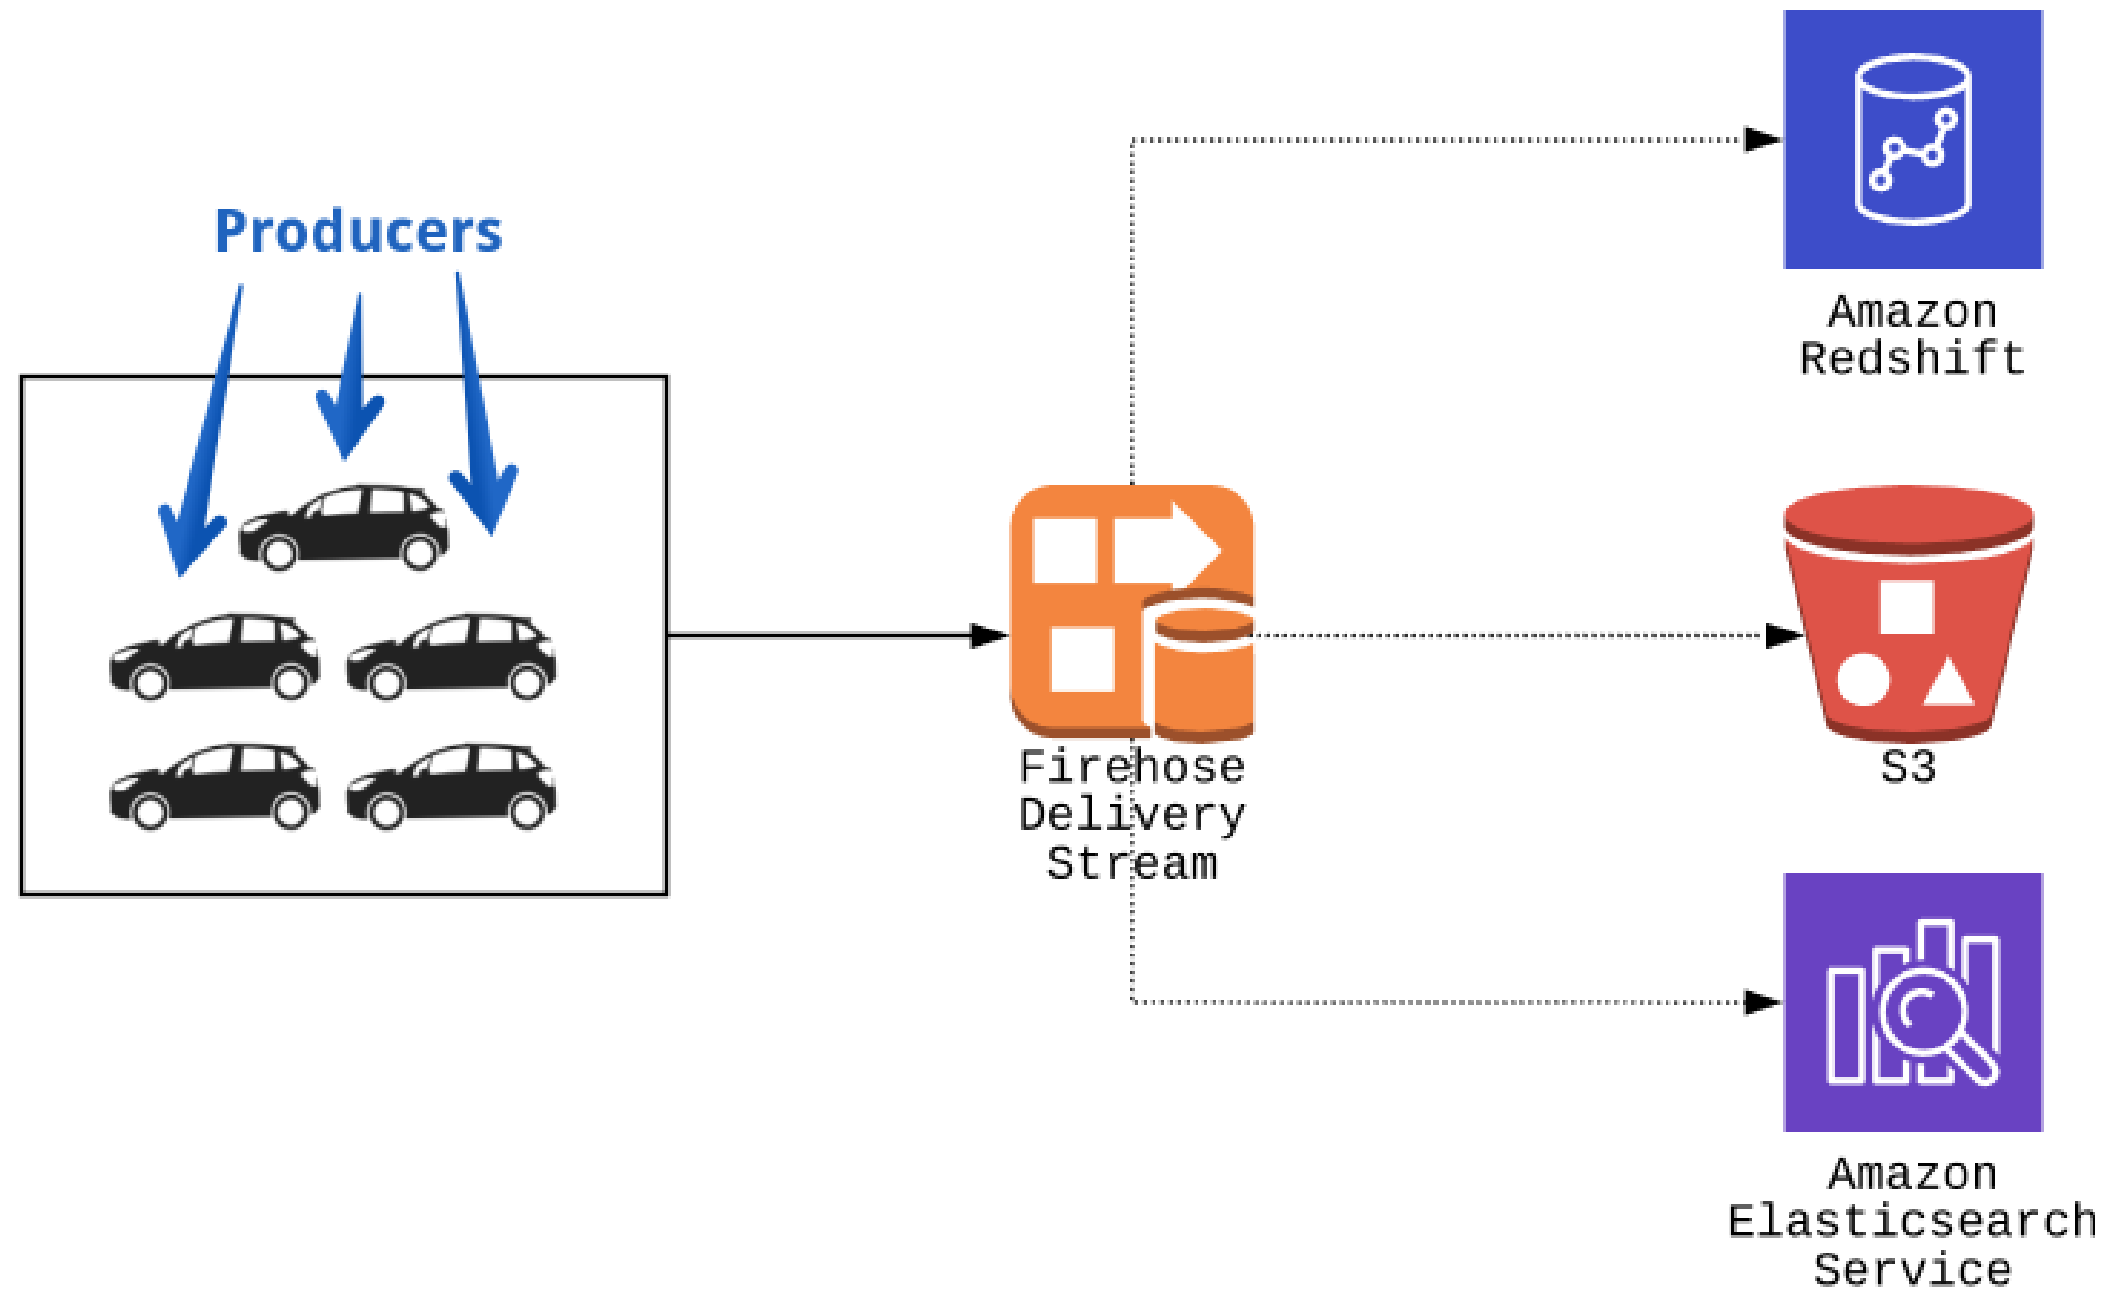 Producers
Amazon
Redshift
Firehose
Delivery
Stream
S3
Amazon
Elasticsearch
Service